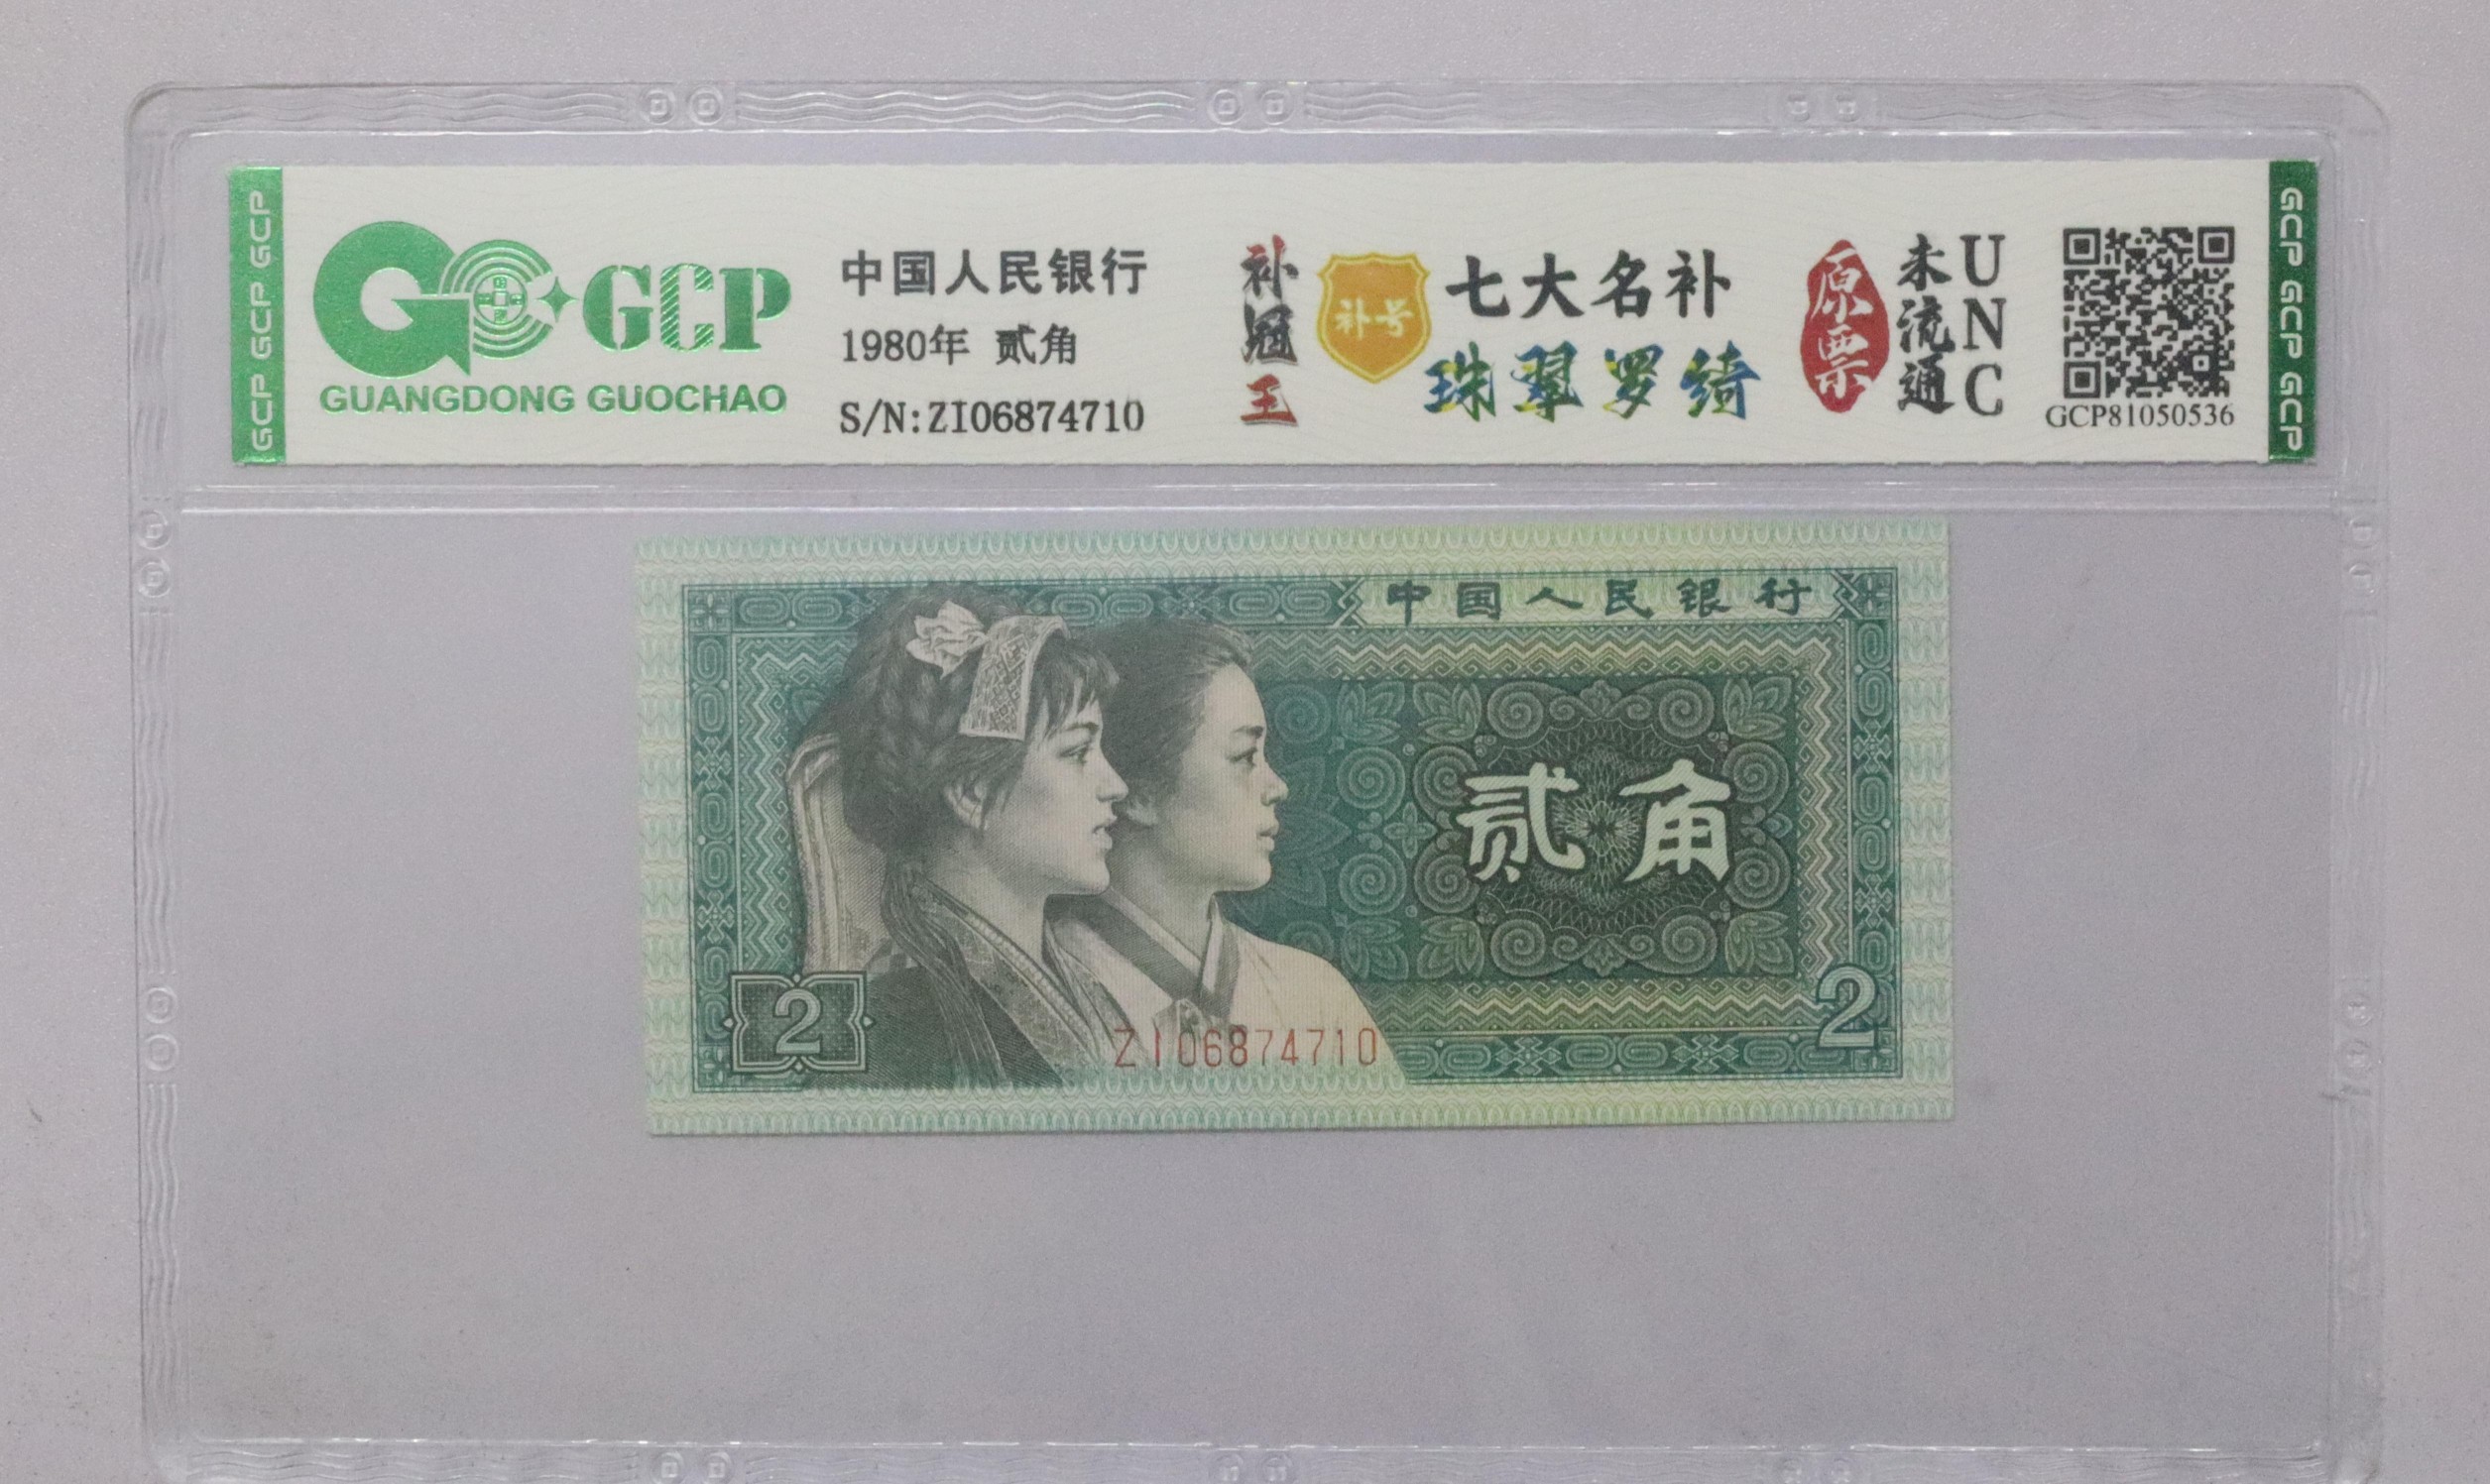 GCP GCP GCP
GCP
GUANGDONG GUOCHAO
中国人民银行
1980年 贰角
S/N:ZI06874710
补冠王
补号
七大名补
珠翠罗绮
原票
未流通
UNC
GCP81050536
GCP GCP GCP
中国人民银行
贰角
2
2
ZI06874710